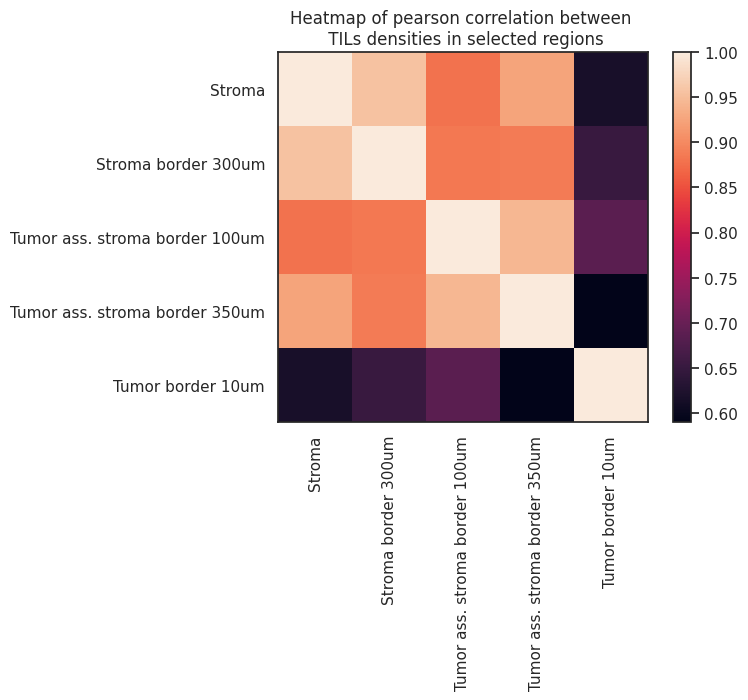 Heatmap of pearson correlation between
TILs densities in selected regions
Stroma
Stroma border 300um
Tumor ass. stroma border 100um
Tumor ass. stroma border 350um
Tumor border 10um
1.00
0.95
0.90
0.85
0.80
0.75
0.70
0.65
0.60
Stroma
Stroma border 300um
Tumor ass. stroma border 100um
Tumor ass. stroma border 350um
Tumor border 10um